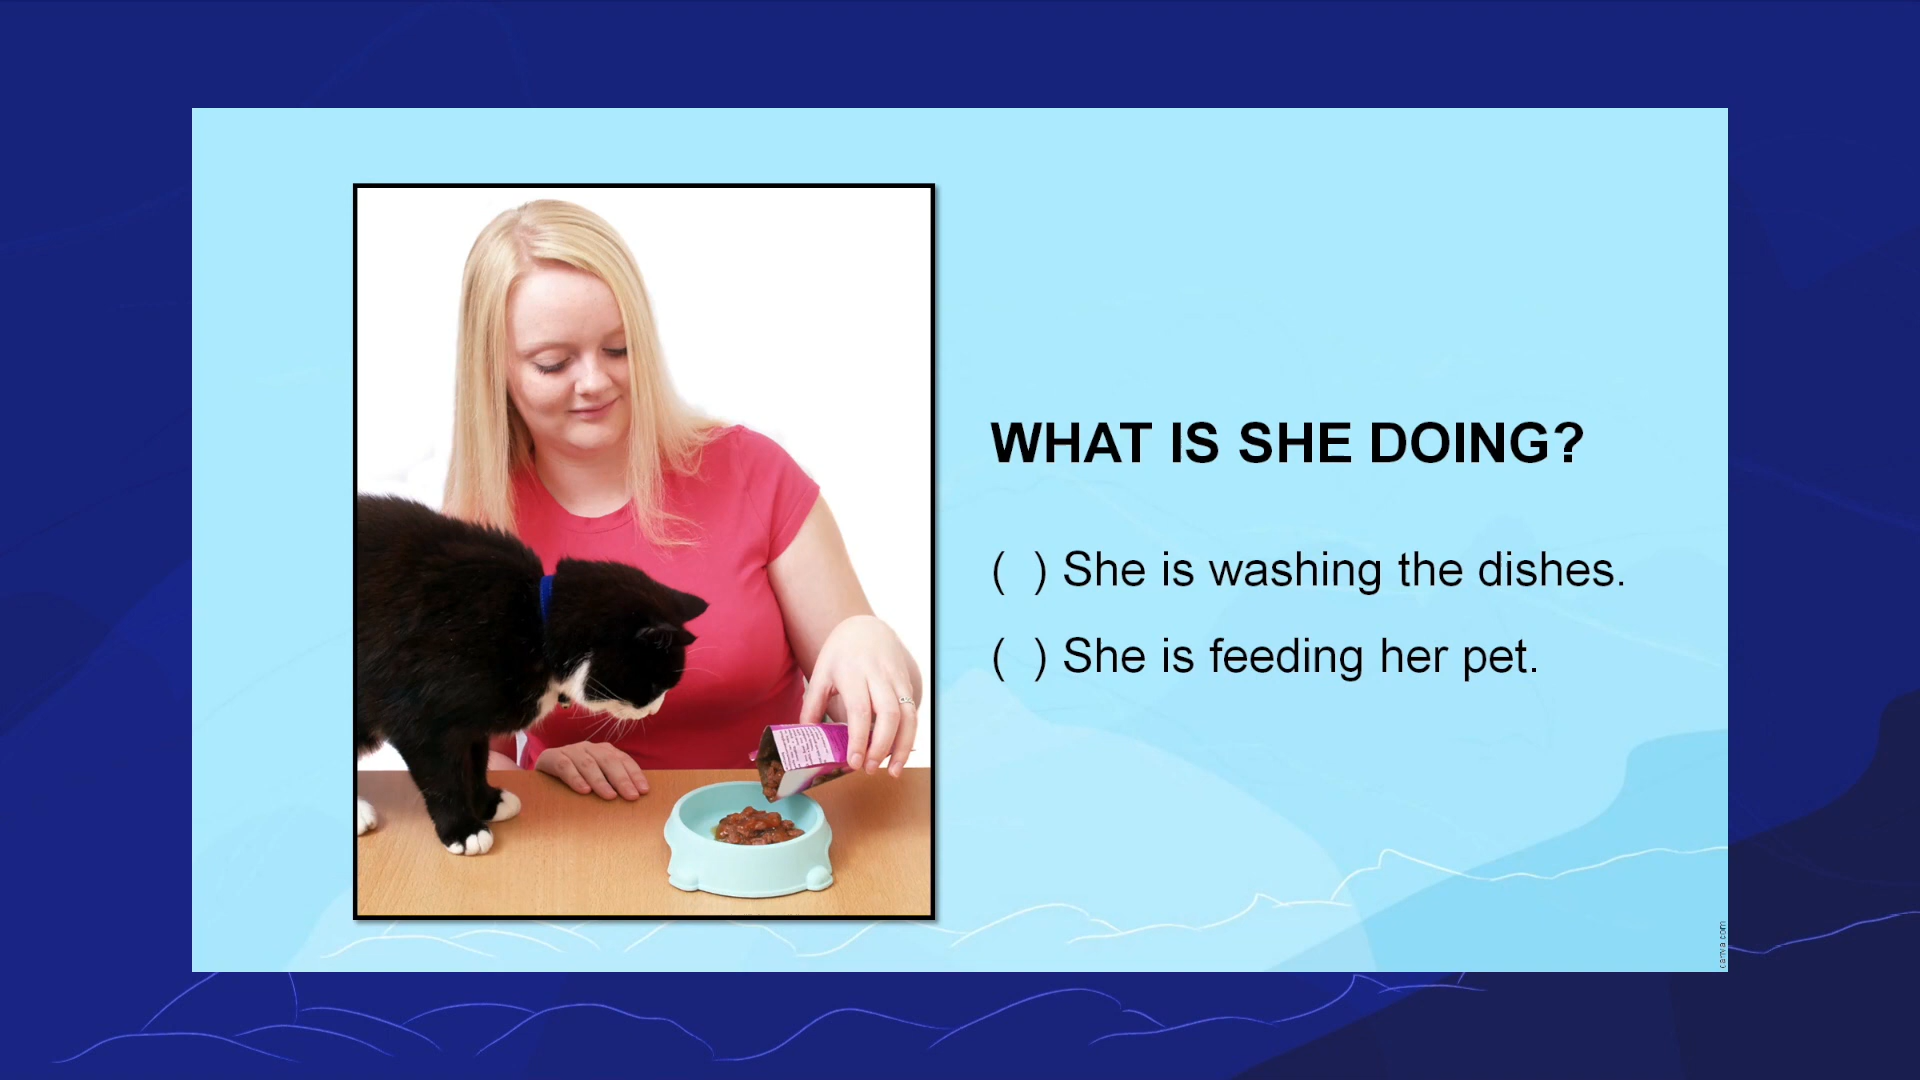 WHAT IS SHE DOING?
( ) She is washing the dishes.
( ) She is feeding her pet.
canva.com